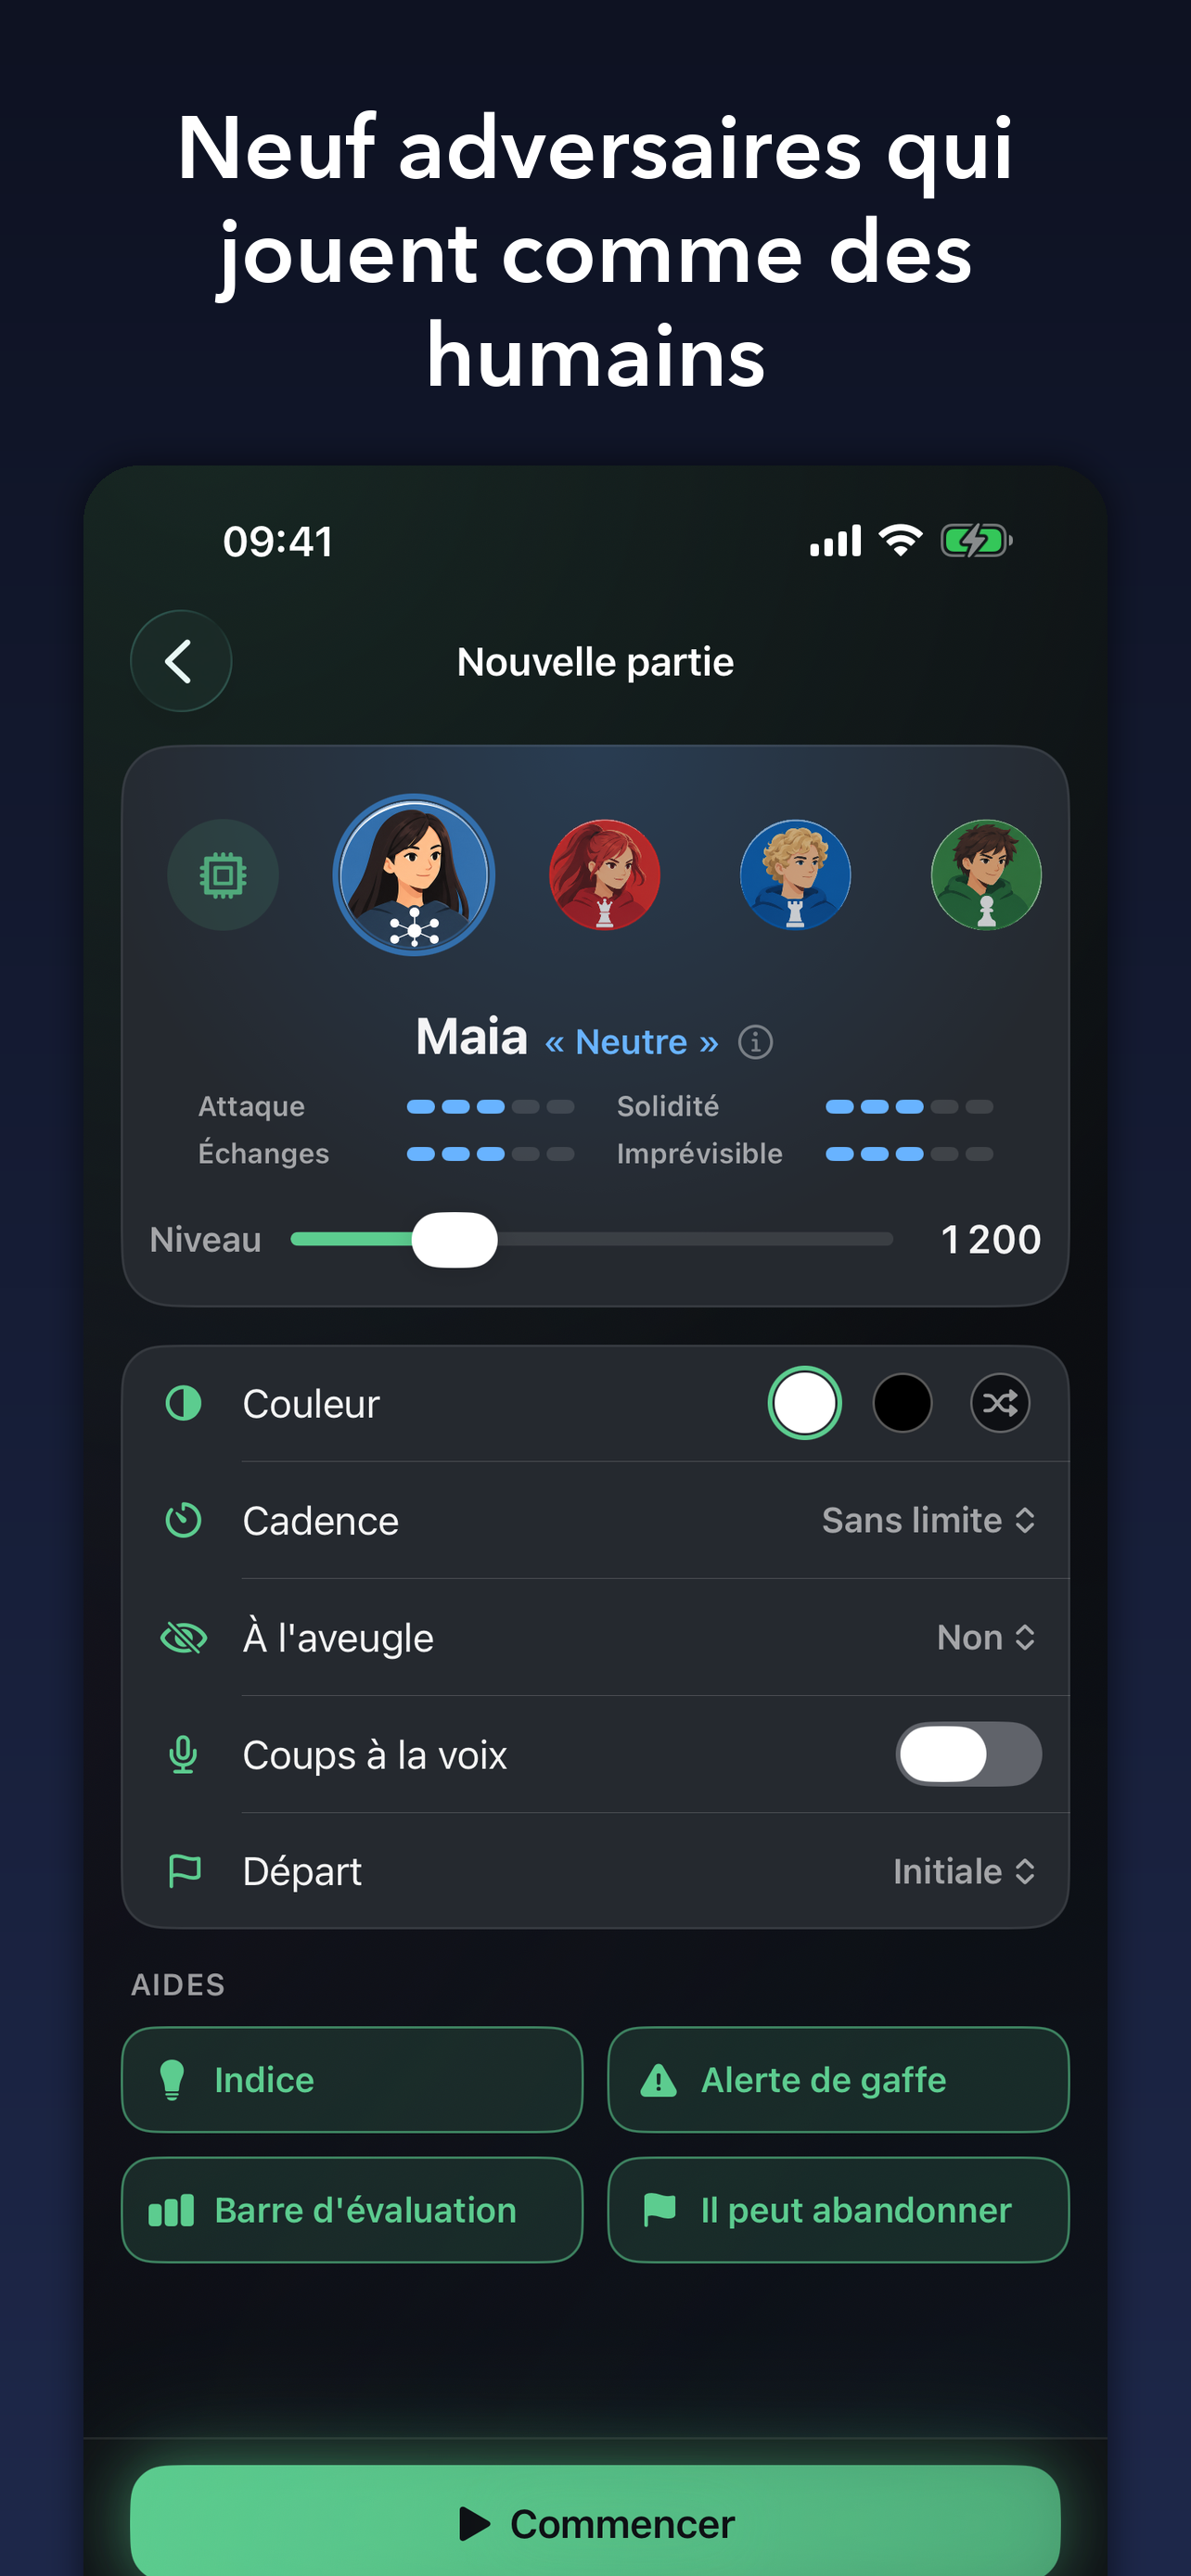 Neuf adversaires qui
jouent comme des
humains
09:41
Nouvelle partie
Maia « Neutre »
Attaque Solidité
Échanges Imprévisible
Niveau 1 200
Couleur
Cadence Sans limite
À l'aveugle Non
Coups à la voix
Départ Initiale
AIDES
Indice Alerte de gaffe
Barre d'évaluation Il peut abandonner
Commencer